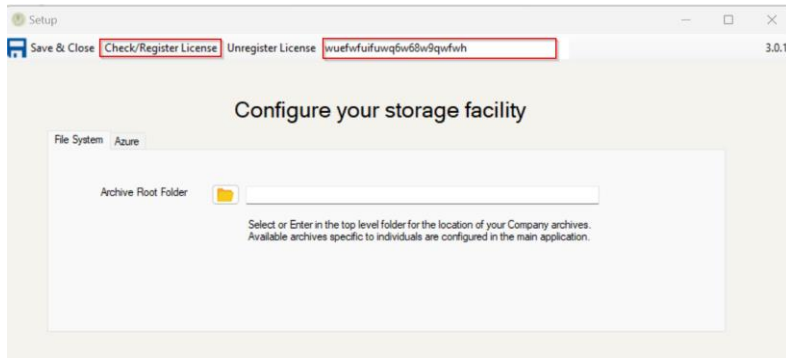 Setup
Save & Close Check/Register License Unregister License wuefwfuifuwq6w68w9qwfwh 3.0.1
Configure your storage facility
File System Azure
Archive Root Folder
Select or Enter in the top level folder for the location of your Company archives.
Available archives specific to individuals are configured in the main application.